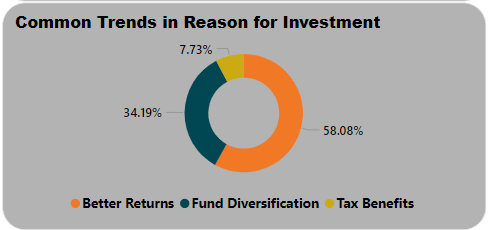 Common Trends in Reason for Investment
7.73%
34.19%
58.08%
Better Returns Fund Diversification Tax Benefits